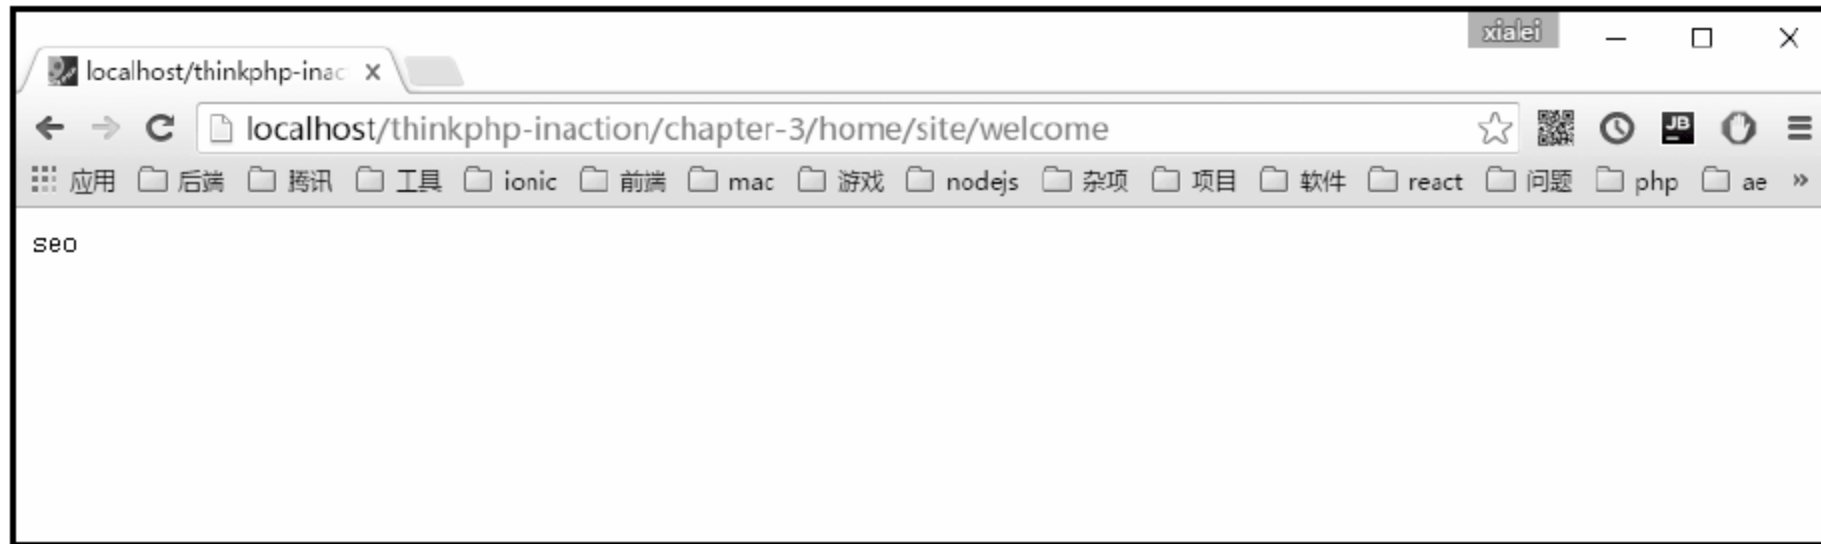 xialei
localhost/thinkphp-inac
localhost/thinkphp-inaction/chapter-3/home/site/welcome
JB
应用 后端 腾讯 工具 ionic 前端 mac 游戏 nodejs 杂项 项目 软件 react 问题 php ae »
seo